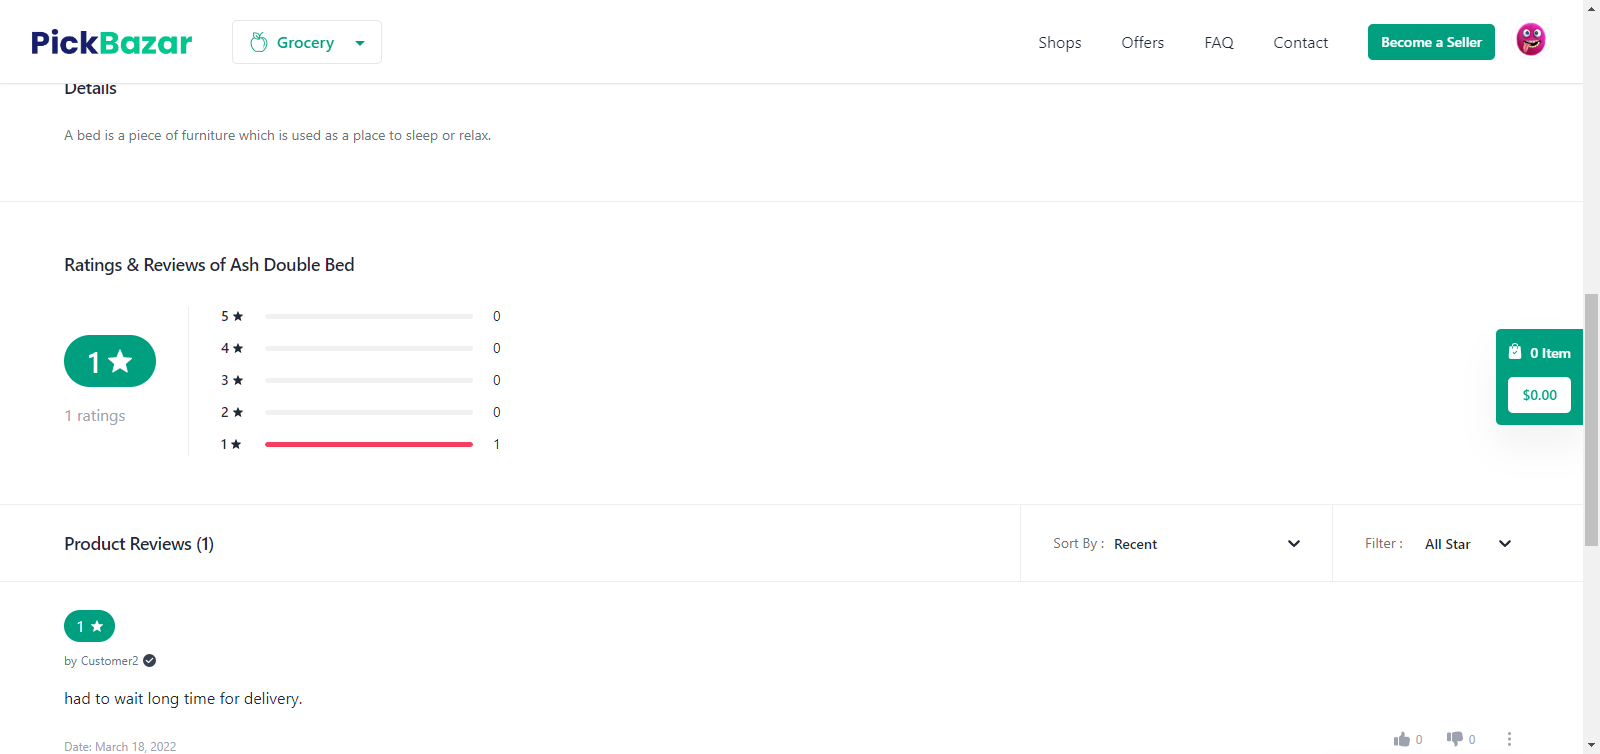 PickBazar
Grocery
Shops
Offers
FAQ
Contact
Become a Seller
Details
A bed is a piece of furniture which is used as a place to sleep or relax.
Ratings & Reviews of Ash Double Bed
1
1 ratings
5 0
4 0
3 0
2 0
1 1
0 Item
$0.00
Product Reviews (1)
Sort By : Recent
Filter : All Star
1
by Customer2
had to wait long time for delivery.
Date: March 18, 2022
0
0